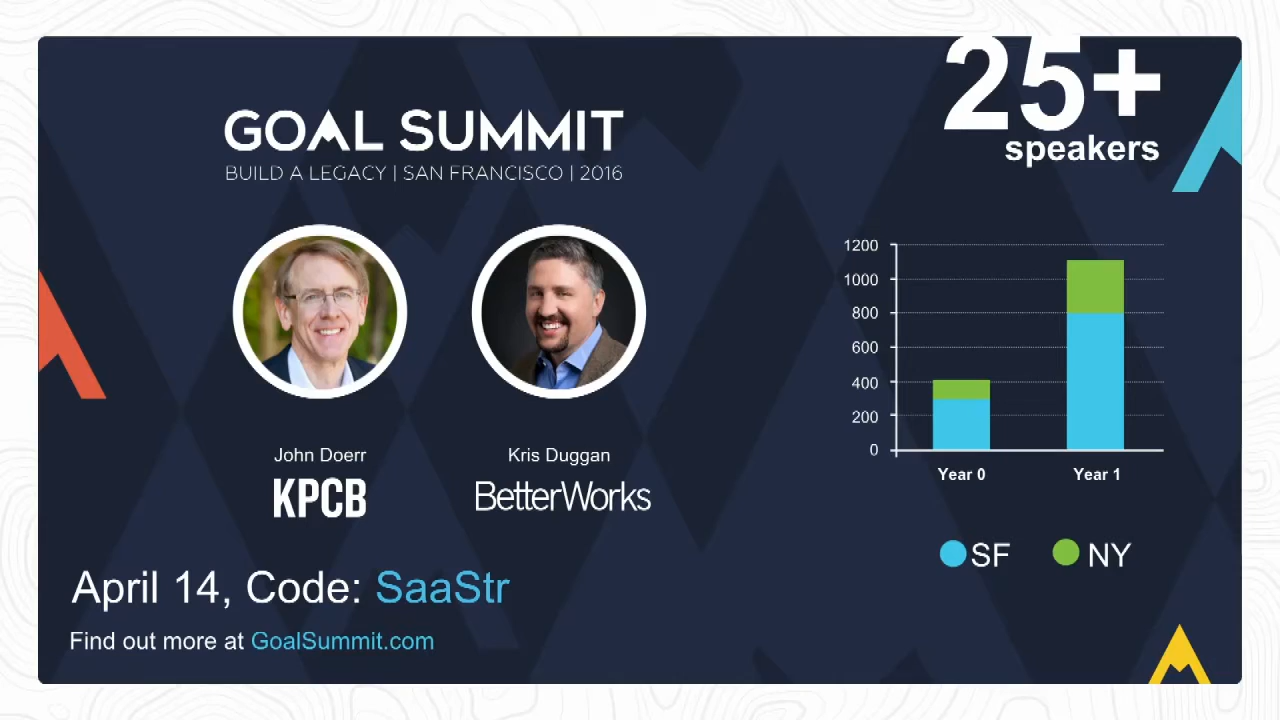 25+
speakers
GOAL SUMMIT
BUILD A LEGACY | SAN FRANCISCO | 2016
John Doerr
KPCB
Kris Duggan
BetterWorks
1200
1000
800
600
400
200
0
Year 0
Year 1
SF
NY
April 14, Code: SaaStr
Find out more at GoalSummit.com